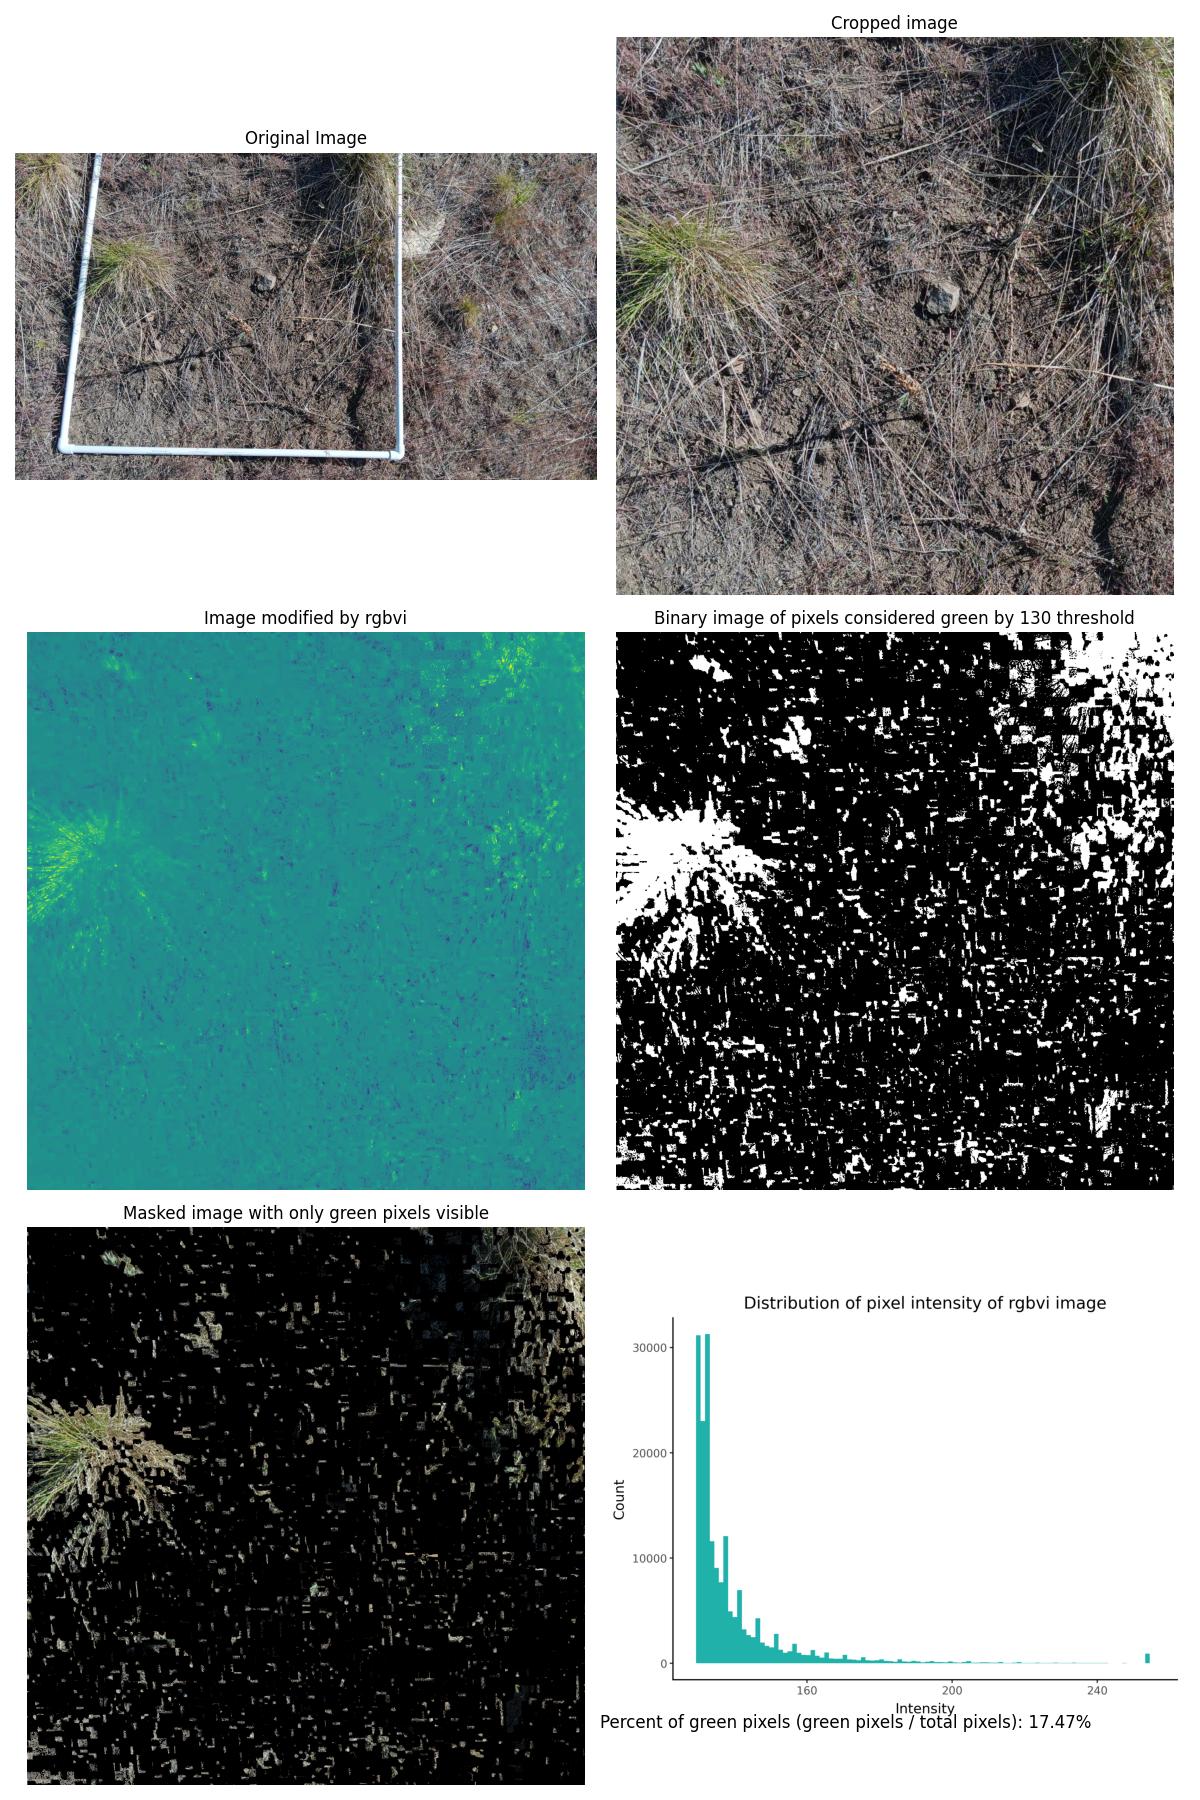 Original Image
Cropped image
Image modified by rgbvi
Binary image of pixels considered green by 130 threshold
Masked image with only green pixels visible
Distribution of pixel intensity of rgbvi image
30000
20000
10000
0
Count
160
200
240
Intensity
Percent of green pixels (green pixels / total pixels): 17.47%